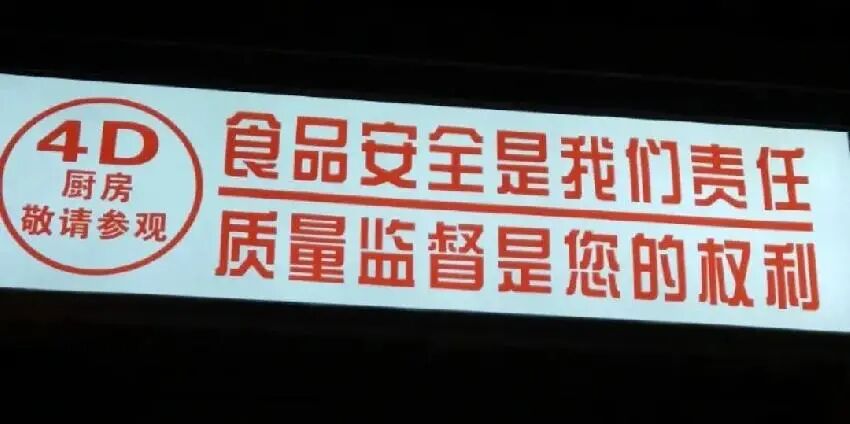 4D
厨房
敬请参观
食品安全是我们责任
质量监督是您的权利